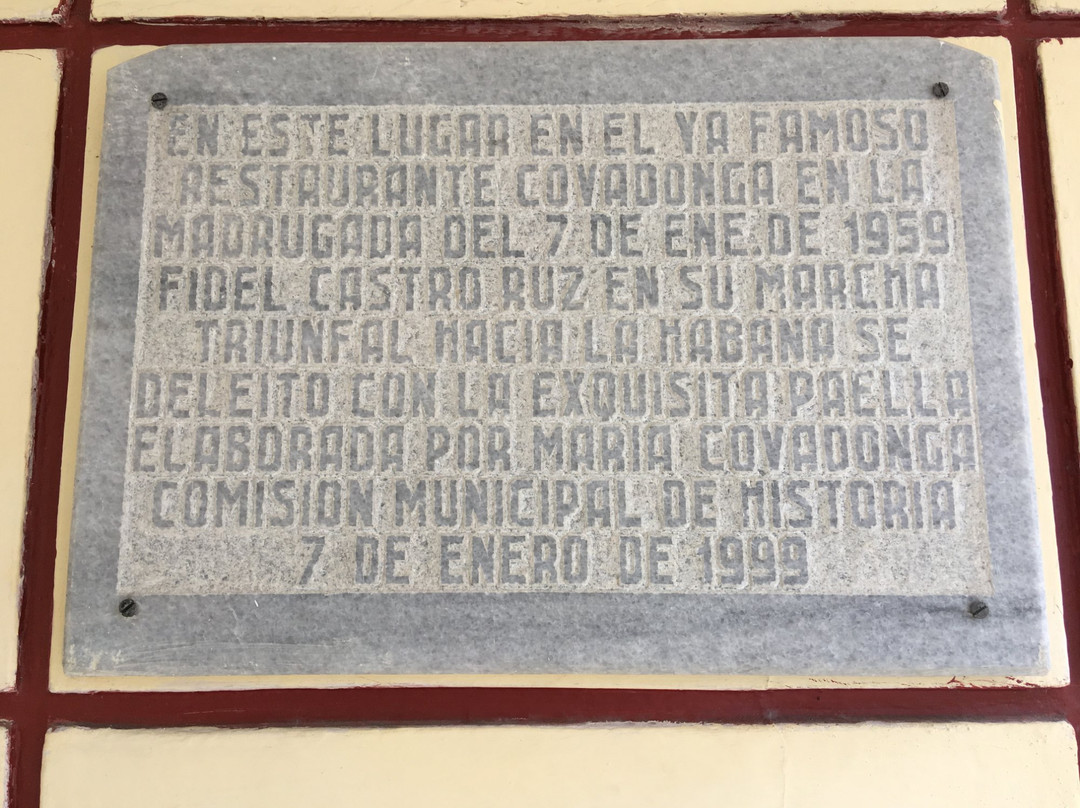 EN ESTE LUGAR EN EL YA FAMOSO
RESTAURANTE COVADONGA EN LA
MADRUGADA DEL 7 DE ENE. DE 1959
FIDEL CASTRO RUZ EN SU MARCHA
TRIUNFAL HACIA LA HABANA SE
DELEITO CON LA EXQUISITA PAELLA
ELABORADA POR MARIA COVADONGA
COMISION MUNICIPAL DE HISTORIA
7 DE ENERO DE 1999